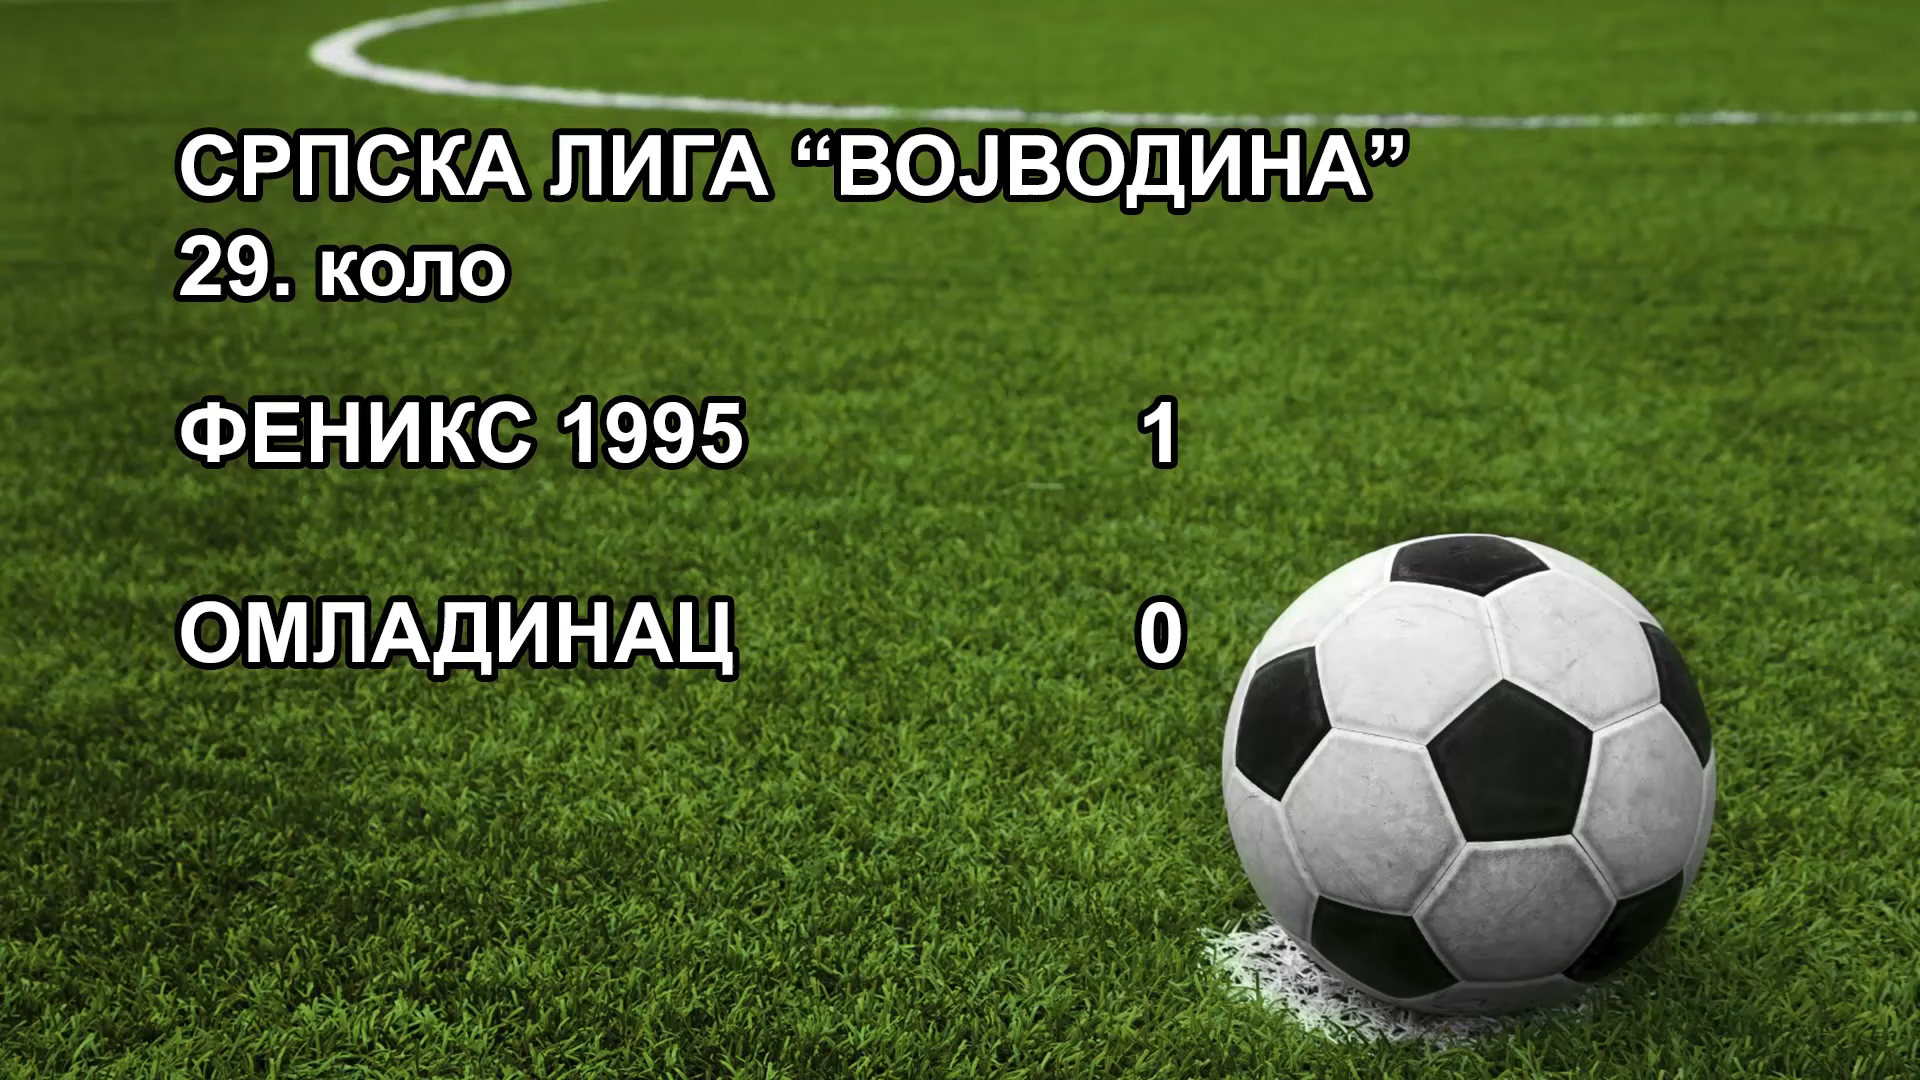 СРПСКА ЛИГА “ВОЈВОДИНА”
29. коло
ФЕНИКС 1995 1
ОМЛАДИНАЦ 0